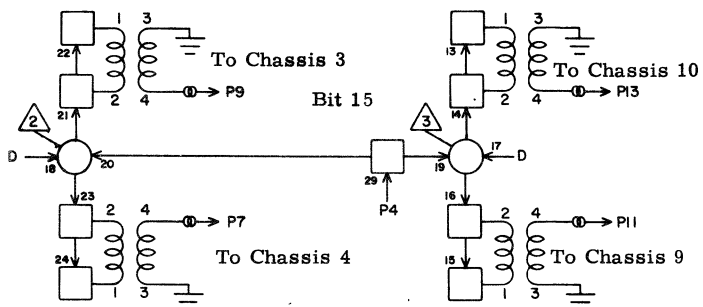 1 3 1 3
22 13
To Chassis 3 To Chassis 10
2 4 P9 2 4 P13
21 Bit 15 14
2 3
D 18 20 29 19 17 D
23 P4 16
2 4 P7 2 4 P11
24 To Chassis 4 15 To Chassis 9
1 3 1 3